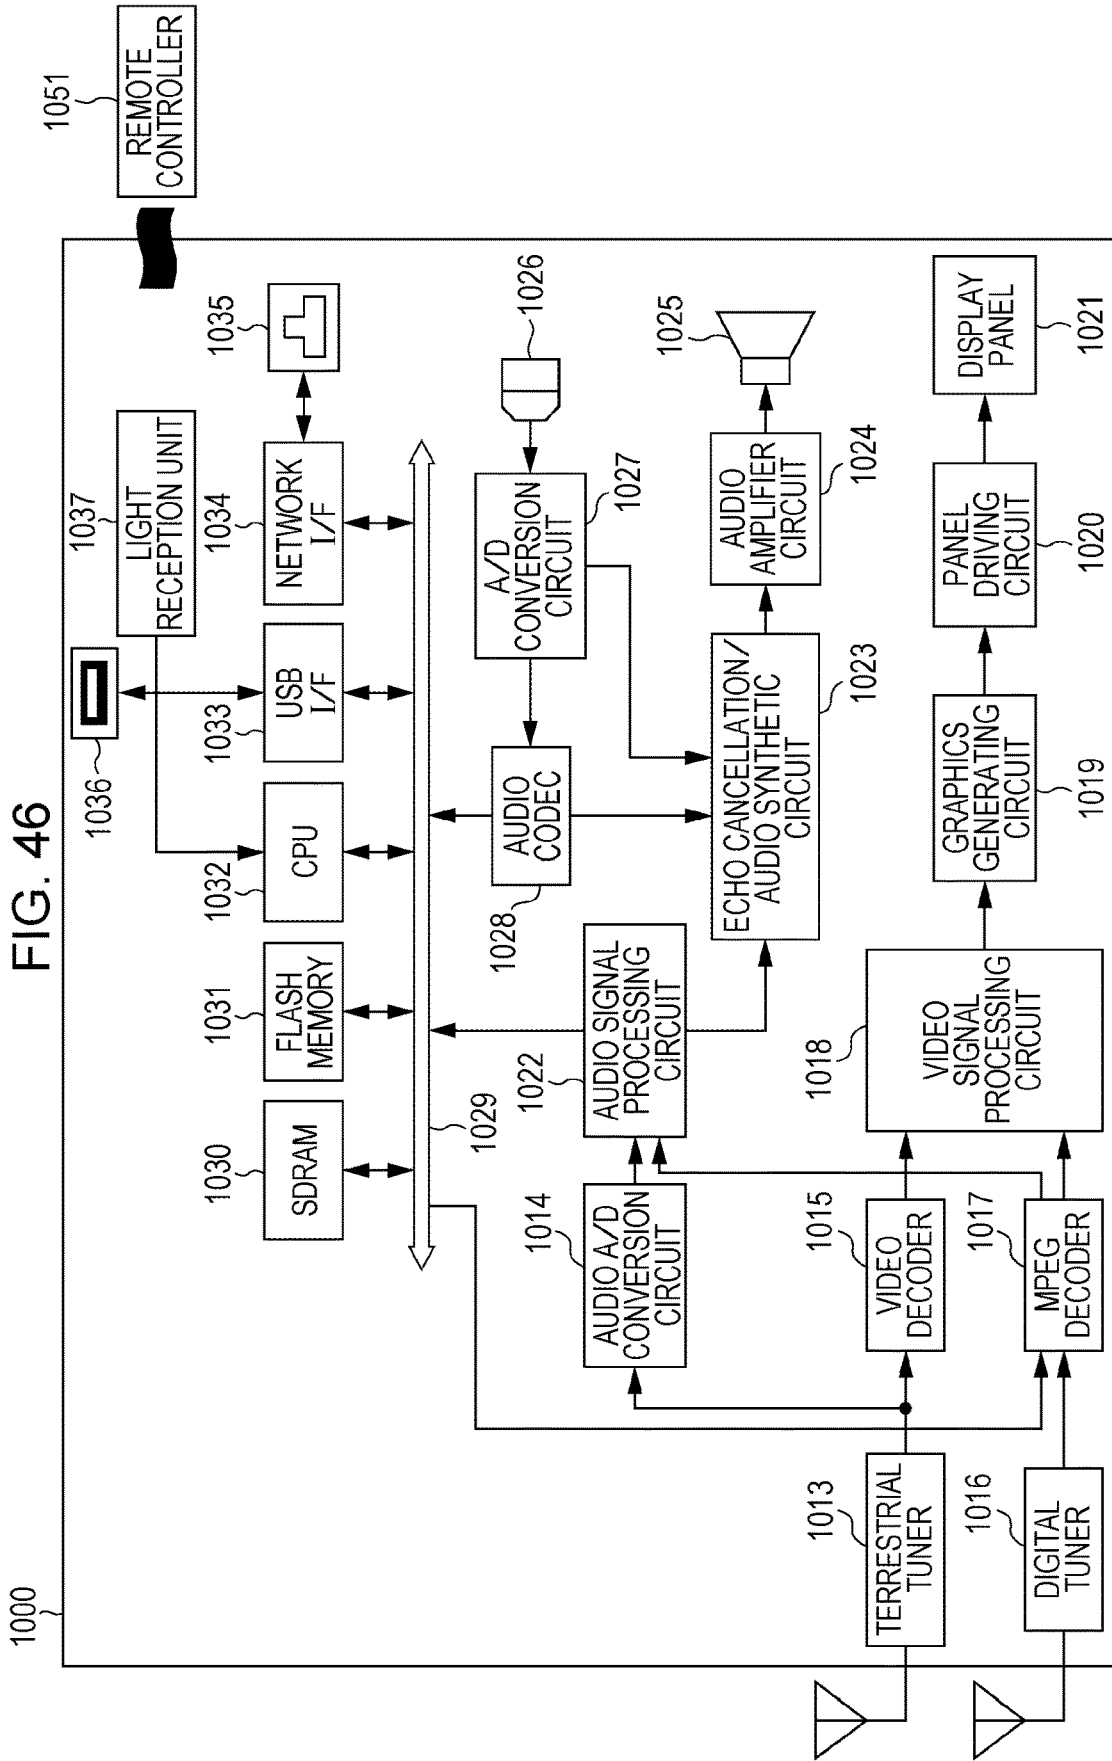 FIG. 46
1000
1051
REMOTE
CONTROLLER
1036
1037
LIGHT
RECEPTION UNIT
1035
1030
SDRAM
1031
FLASH
MEMORY
1032
CPU
1033
USB
I/F
1034
NETWORK
I/F
1029
1028
AUDIO
CODEC
A/D
CONVERSION
CIRCUIT
1027
1026
1014
AUDIO A/D
CONVERSION
CIRCUIT
1022
AUDIO SIGNAL
PROCESSING
CIRCUIT
ECHO CANCELLATION/
AUDIO SYNTHETIC
CIRCUIT
1023
AUDIO
AMPLIFIER
CIRCUIT
1024
1025
1013
TERRESTRIAL
TUNER
1015
VIDEO
DECODER
1018
VIDEO
SIGNAL
PROCESSING
CIRCUIT
GRAPHICS
GENERATING
CIRCUIT
1019
PANEL
DRIVING
CIRCUIT
1020
DISPLAY
PANEL
1021
1016
DIGITAL
TUNER
1017
MPEG
DECODER